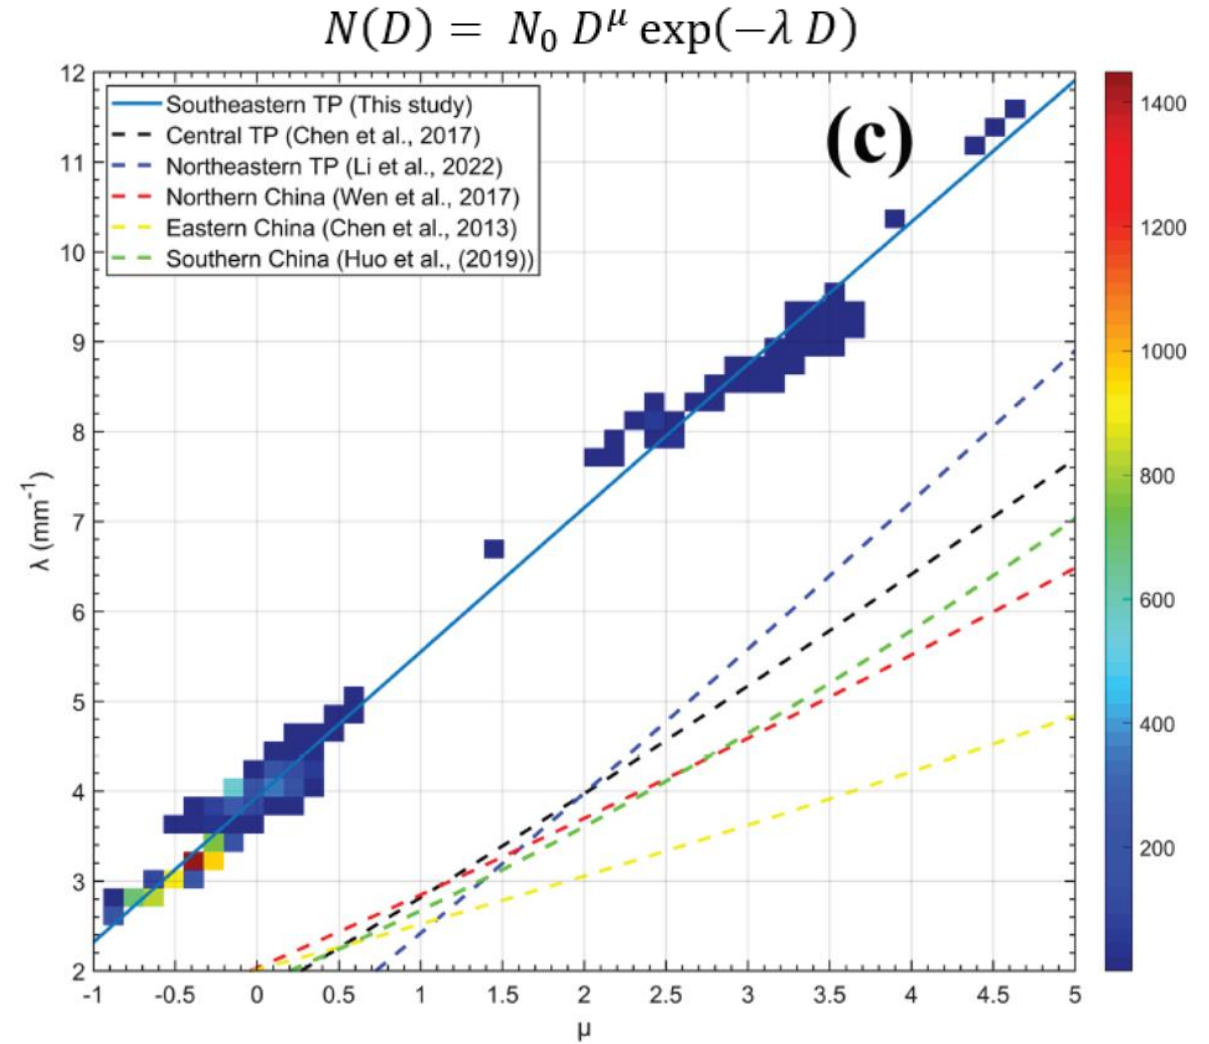 N(D) = N₀ D^μ exp(−λ D)
12
11
10
9
8
7
6
5
4
3
2
λ (mm⁻¹)
Southeastern TP (This study)
Central TP (Chen et al., 2017)
Northeastern TP (Li et al., 2022)
Northern China (Wen et al., 2017)
Eastern China (Chen et al., 2013)
Southern China (Huo et al., (2019))
(c)
1400
1200
1000
800
600
400
200
-1 -0.5 0 0.5 1 1.5 2 2.5 3 3.5 4 4.5 5
μ